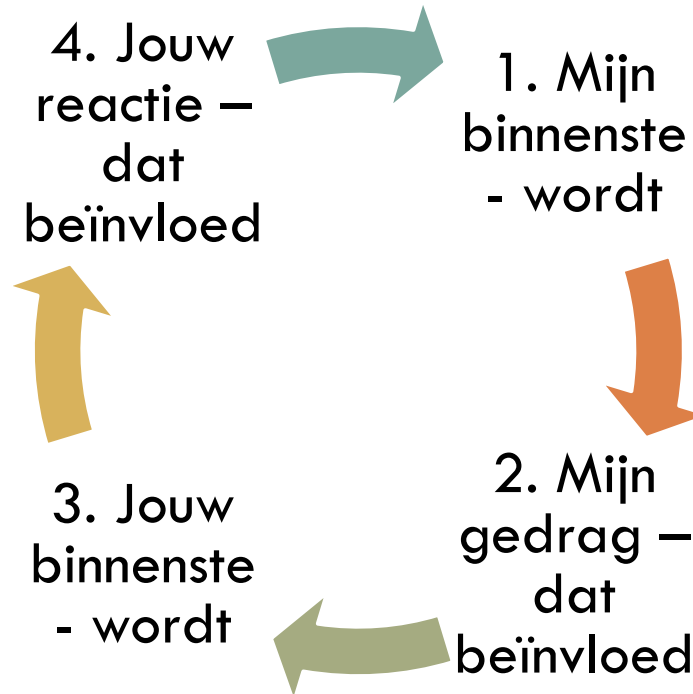 1. Mijn
binnenste
- wordt
2. Mijn
gedrag –
dat
beïnvloed
3. Jouw
binnenste
- wordt
4. Jouw
reactie –
dat
beïnvloed